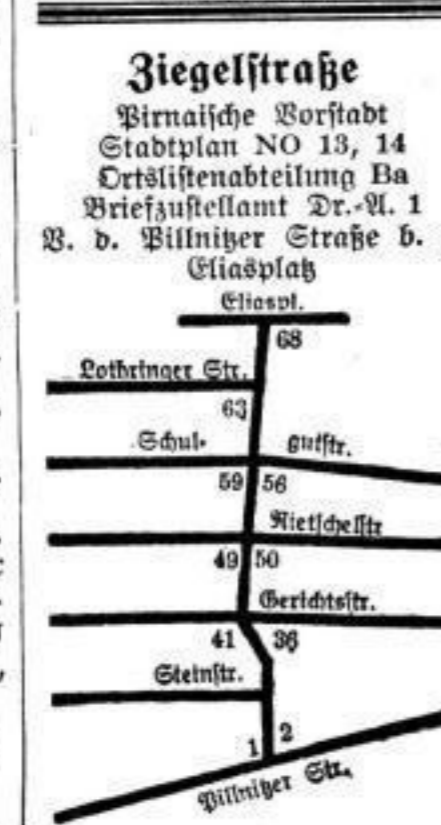 Ziegelstraße
Pirnaische Vorstadt
Stadtplan NO 13, 14
Ortslistenabteilung Ba
Briefzustellamt Dr.-A. 1
V. d. Pillnitzer Straße b.
Eliasplatz
Eliaspl.
68
Lothringer Str.
63
Schul- gutstr.
59 56
Rietschelstr
49 50
Gerichtsstr.
41 36
Steinstr.
1 2
Pillnitzer Str.